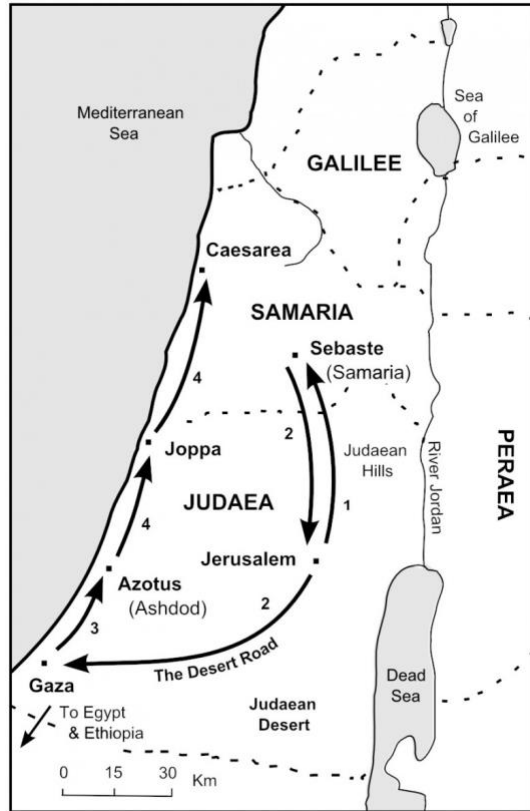 Mediterranean
Sea
Sea
of
Galilee
GALILEE
Caesarea
SAMARIA
Sebaste
(Samaria)
4
2
Joppa
Judaean
Hills
River Jordan
PERAEA
JUDAEA
1
4
Jerusalem
Azotus
(Ashdod)
2
3
The Desert Road
Gaza
Dead
Sea
To Egypt
& Ethiopia
Judaean
Desert
0 15 30 Km